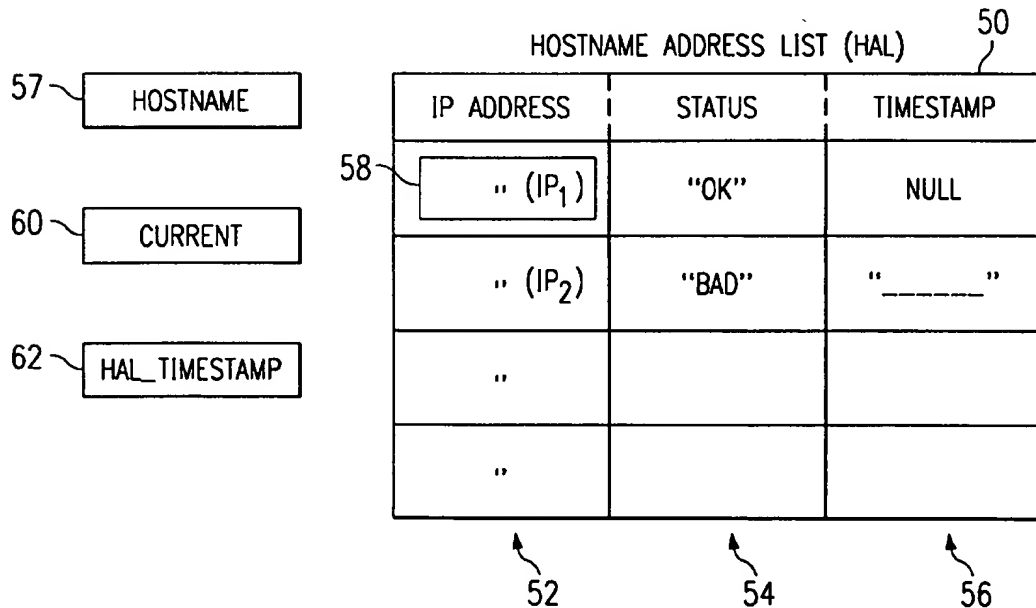 50
HOSTNAME ADDRESS LIST (HAL)
57
HOSTNAME
IP ADDRESS STATUS TIMESTAMP
58
" (IP1) "OK" NULL
60
CURRENT
" (IP2) "BAD" "______"
62
HAL_TIMESTAMP
"
"
52 54 56